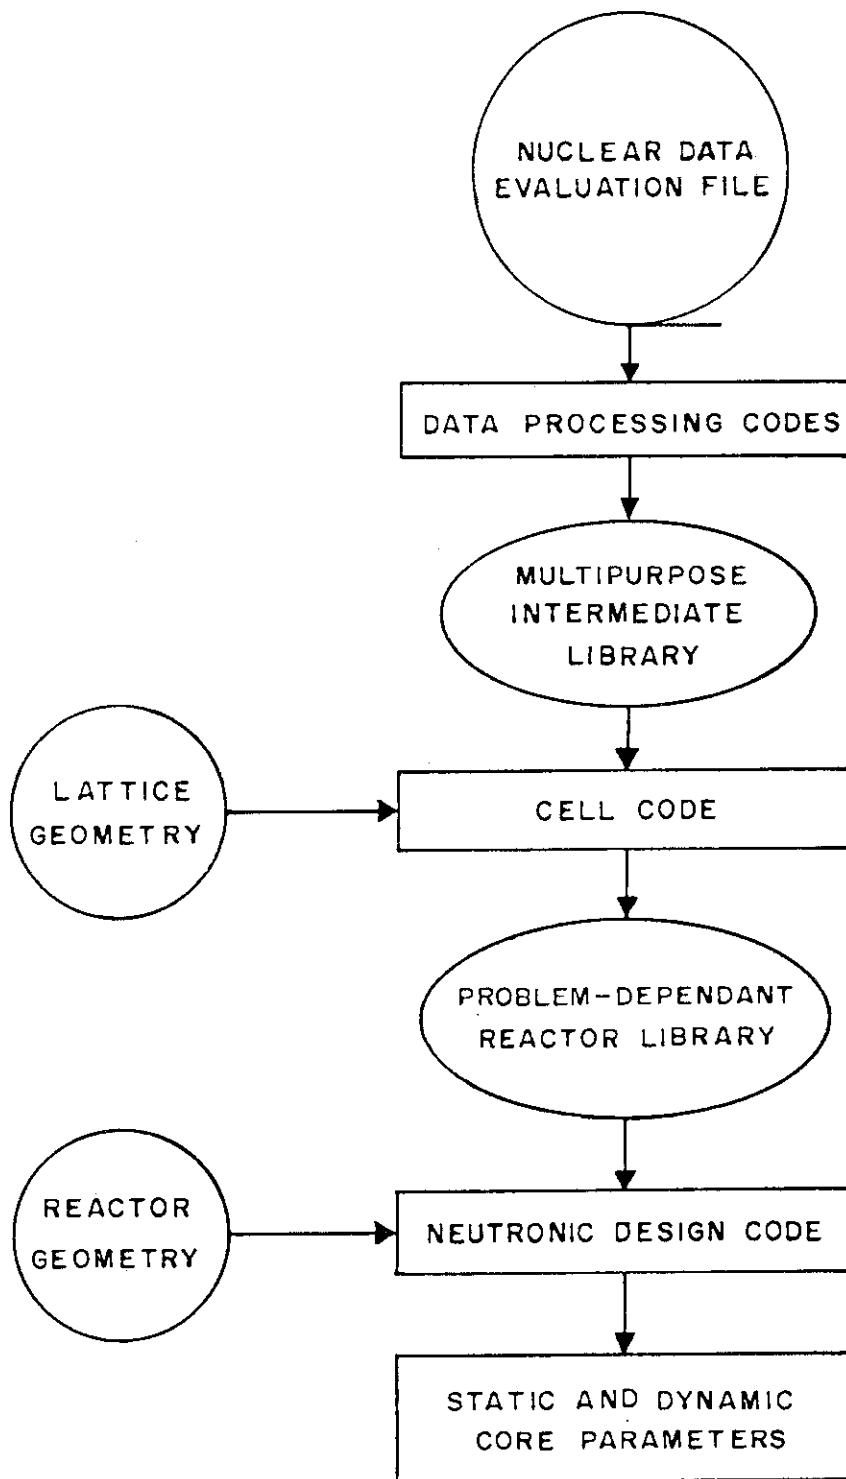 NUCLEAR DATA
EVALUATION FILE
DATA PROCESSING CODES
MULTIPURPOSE
INTERMEDIATE
LIBRARY
LATTICE
GEOMETRY
CELL CODE
PROBLEM-DEPENDANT
REACTOR LIBRARY
REACTOR
GEOMETRY
NEUTRONIC DESIGN CODE
STATIC AND DYNAMIC
CORE PARAMETERS